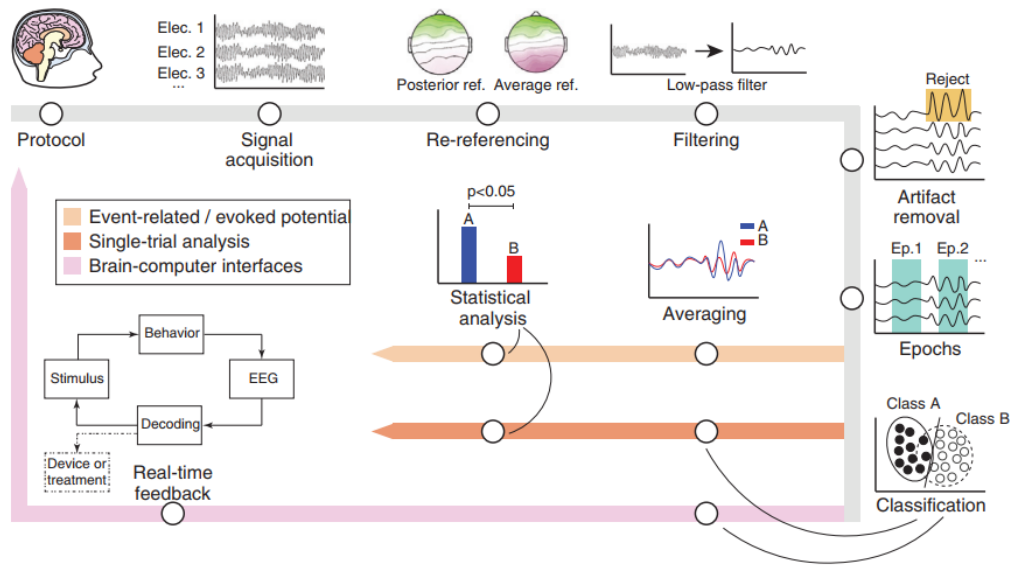 Elec. 1
Elec. 2
Elec. 3
...
Posterior ref.
Average ref.
Low-pass filter
Protocol
Signal
acquisition
Re-referencing
Filtering
Reject
Artifact
removal
Ep.1
Ep.2
...
Epochs
Event-related / evoked potential
Single-trial analysis
Brain-computer interfaces
p<0.05
A
B
Statistical
analysis
A
B
Averaging
Behavior
Stimulus
EEG
Decoding
Device or
treatment
Real-time
feedback
Class A
Class B
Classification